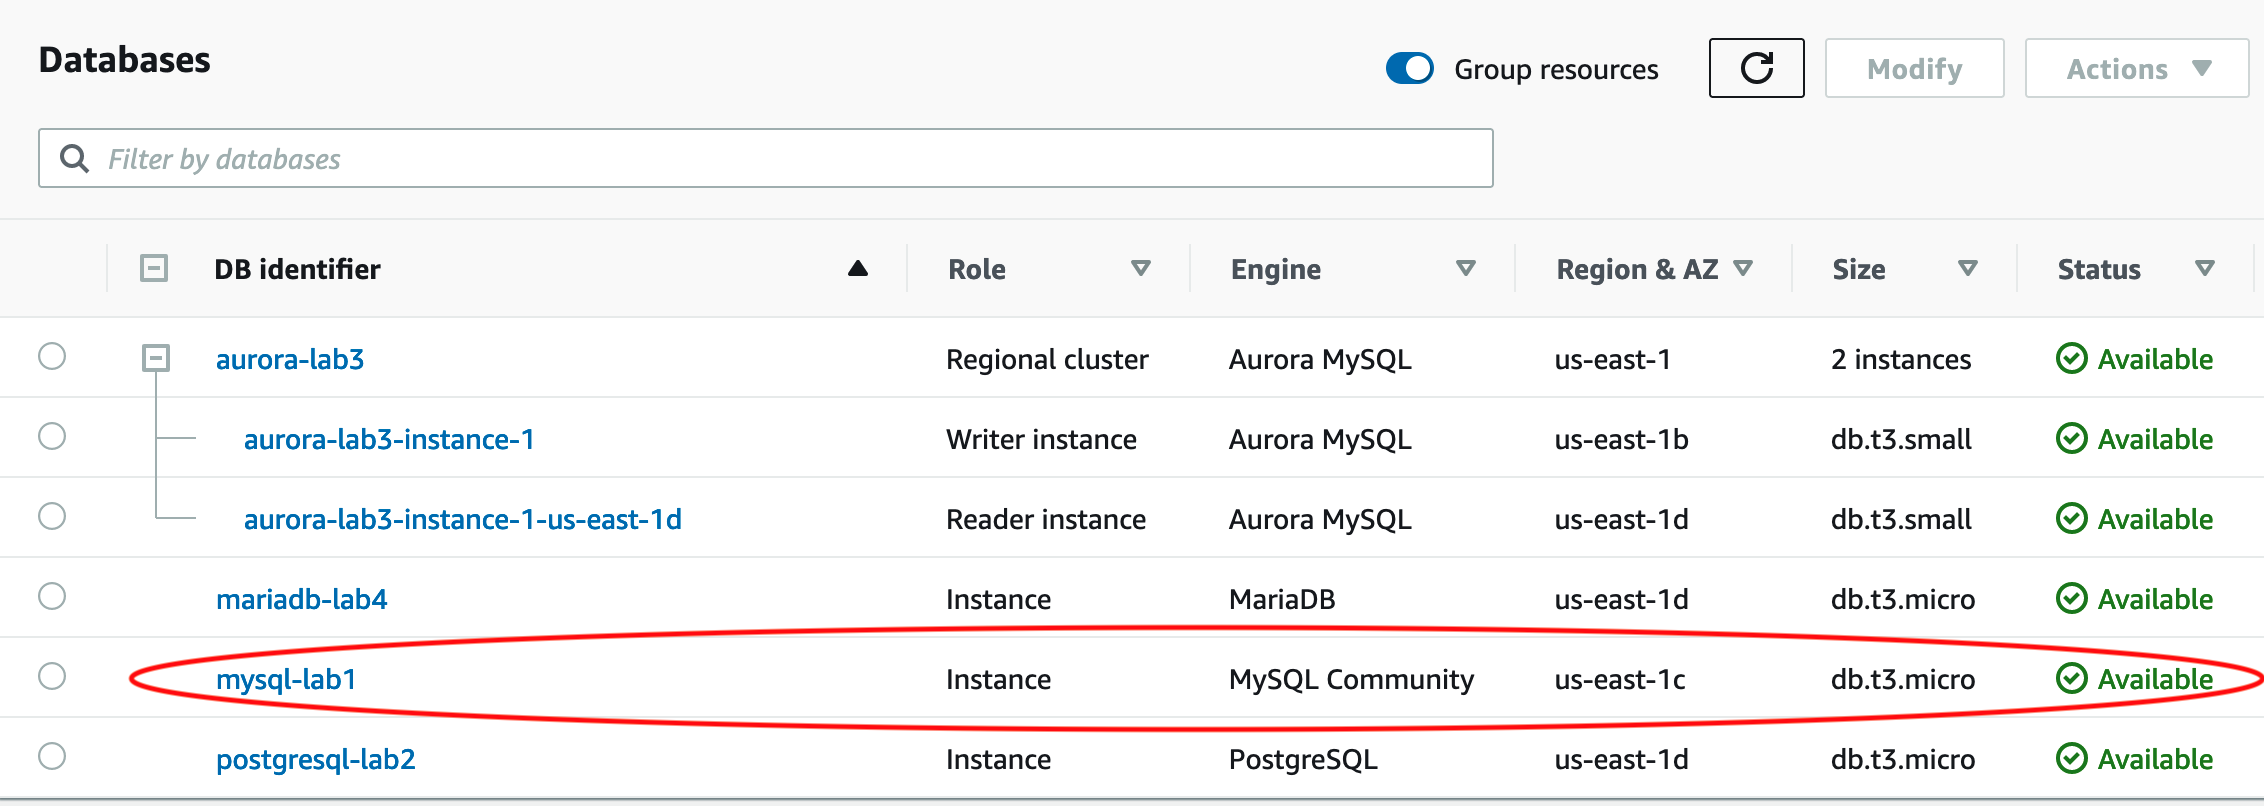 Databases
Group resources
Modify
Actions
Filter by databases
DB identifier Role Engine Region & AZ Size Status
aurora-lab3 Regional cluster Aurora MySQL us-east-1 2 instances Available
aurora-lab3-instance-1 Writer instance Aurora MySQL us-east-1b db.t3.small Available
aurora-lab3-instance-1-us-east-1d Reader instance Aurora MySQL us-east-1d db.t3.small Available
mariadb-lab4 Instance MariaDB us-east-1d db.t3.micro Available
mysql-lab1 Instance MySQL Community us-east-1c db.t3.micro Available
postgresql-lab2 Instance PostgreSQL us-east-1d db.t3.micro Available